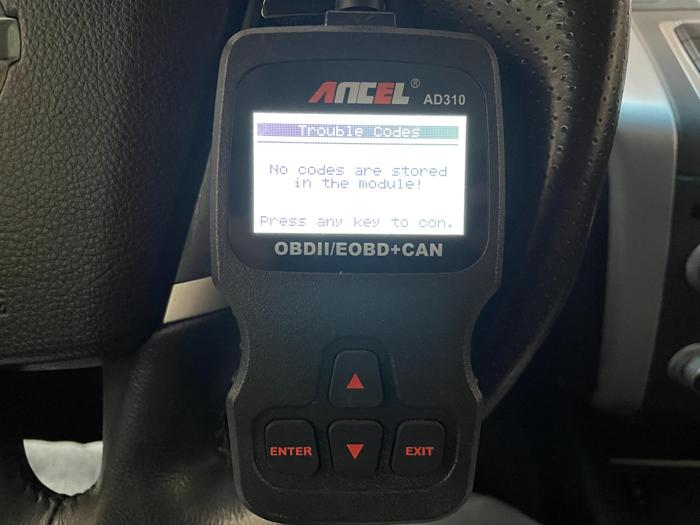 ANCEL®
AD310
Trouble Codes
No codes are stored
in the module!
Press any key to con.
OBDII/EOBD+CAN
ENTER
EXIT